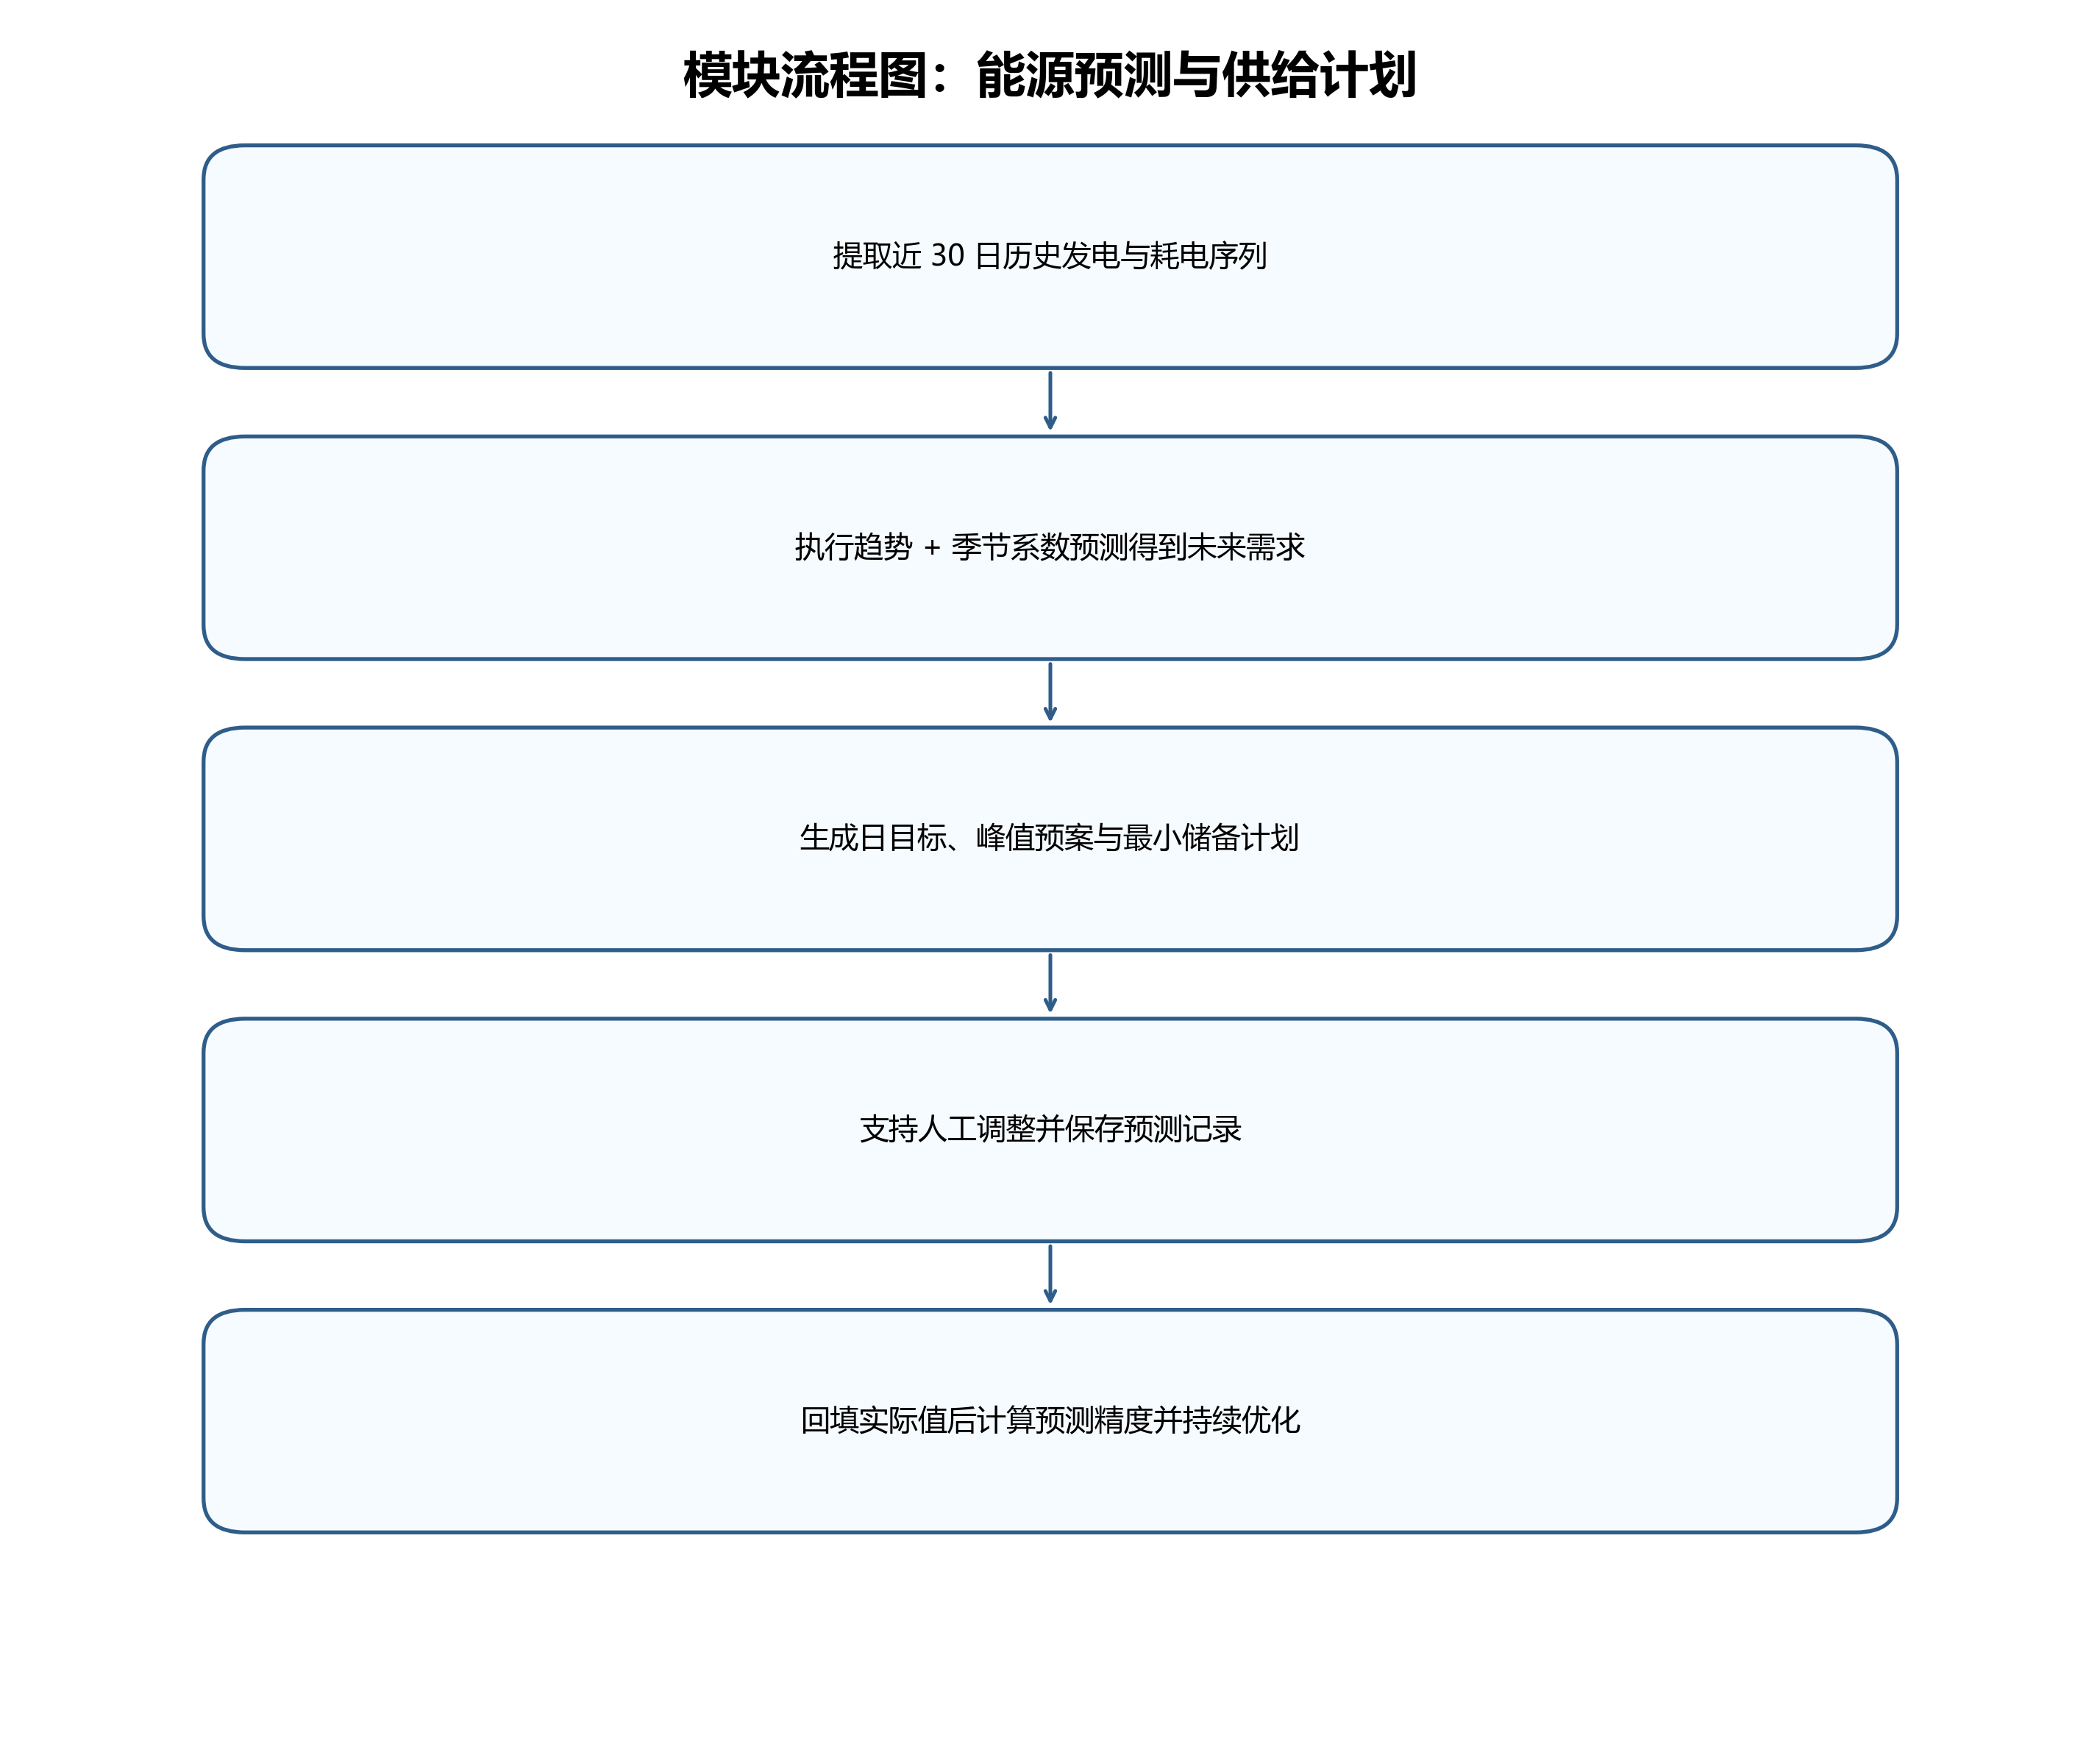 模块流程图：能源预测与供给计划
提取近 30 日历史发电与耗电序列
执行趋势 + 季节系数预测得到未来需求
生成日目标、峰值预案与最小储备计划
支持人工调整并保存预测记录
回填实际值后计算预测精度并持续优化